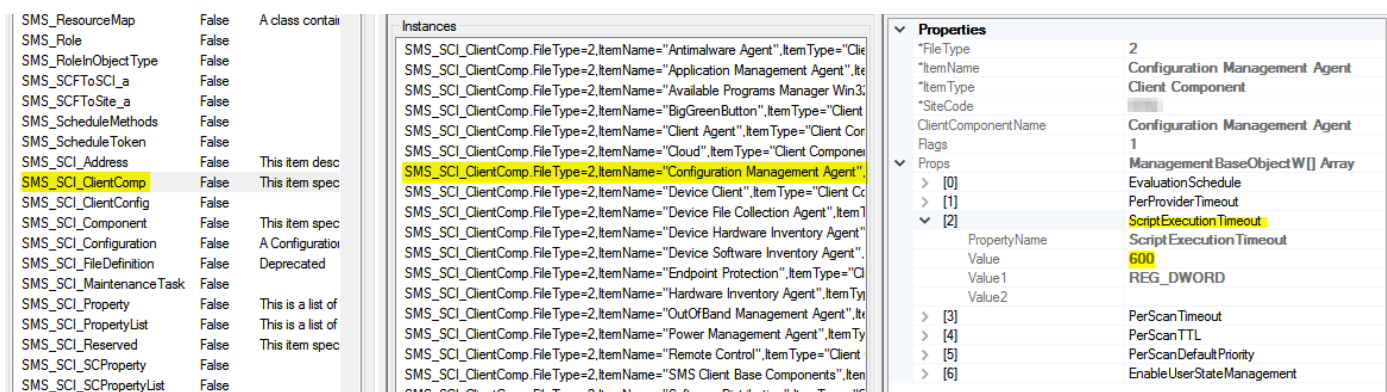 SMS_ResourceMap False A class contai
SMS_Role False
SMS_RoleInObjectType False
SMS_SCFToSCI_a False
SMS_SCFToSite_a False
SMS_ScheduleMethods False
SMS_ScheduleToken False
SMS_SCI_Address False This item desc
SMS_SCI_ClientComp False This item spec
SMS_SCI_ClientConfig False
SMS_SCI_Component False This item spec
SMS_SCI_Configuration False A Configuration
SMS_SCI_FileDefinition False Deprecated
SMS_SCI_MaintenanceTask False
SMS_SCI_Property False This is a list of
SMS_SCI_PropertyList False This is a list of
SMS_SCI_Reserved False This item spec
SMS_SCI_SCProperty False
SMS_SCI_SCPropertyList False
Instances
SMS_SCI_ClientComp.FileType=2,ItemName="Antimalware Agent",ItemType="Clie
SMS_SCI_ClientComp.FileType=2,ItemName="Application Management Agent",Ite
SMS_SCI_ClientComp.FileType=2,ItemName="Available Programs Manager Win32
SMS_SCI_ClientComp.FileType=2,ItemName="BigGreenButton",ItemType="Client
SMS_SCI_ClientComp.FileType=2,ItemName="Client Agent",ItemType="Client Com
SMS_SCI_ClientComp.FileType=2,ItemName="Cloud",ItemType="Client Componen
SMS_SCI_ClientComp.FileType=2,ItemName="Configuration Management Agent",
SMS_SCI_ClientComp.FileType=2,ItemName="Device Client",ItemType="Client Co
SMS_SCI_ClientComp.FileType=2,ItemName="Device File Collection Agent",ItemT
SMS_SCI_ClientComp.FileType=2,ItemName="Device Hardware Inventory Agent"
SMS_SCI_ClientComp.FileType=2,ItemName="Device Software Inventory Agent",
SMS_SCI_ClientComp.FileType=2,ItemName="Endpoint Protection",ItemType="Cl
SMS_SCI_ClientComp.FileType=2,ItemName="Hardware Inventory Agent",ItemTy
SMS_SCI_ClientComp.FileType=2,ItemName="OutOfBand Management Agent",Ite
SMS_SCI_ClientComp.FileType=2,ItemName="Power Management Agent",ItemTy
SMS_SCI_ClientComp.FileType=2,ItemName="Remote Control",ItemType="Client
SMS_SCI_ClientComp.FileType=2,ItemName="SMS Client Base Components",Item
Properties
*FileType 2
*ItemName Configuration Management Agent
*ItemType Client Component
*SiteCode
ClientComponentName Configuration Management Agent
Flags 1
Props ManagementBaseObjectW[] Array
[0] EvaluationSchedule
[1] PerProviderTimeout
[2] ScriptExecutionTimeout
PropertyName ScriptExecutionTimeout
Value 600
Value1 REG_DWORD
Value2
[3] PerScanTimeout
[4] PerScanTTL
[5] PerScanDefaultPriority
[6] EnableUserStateManagement